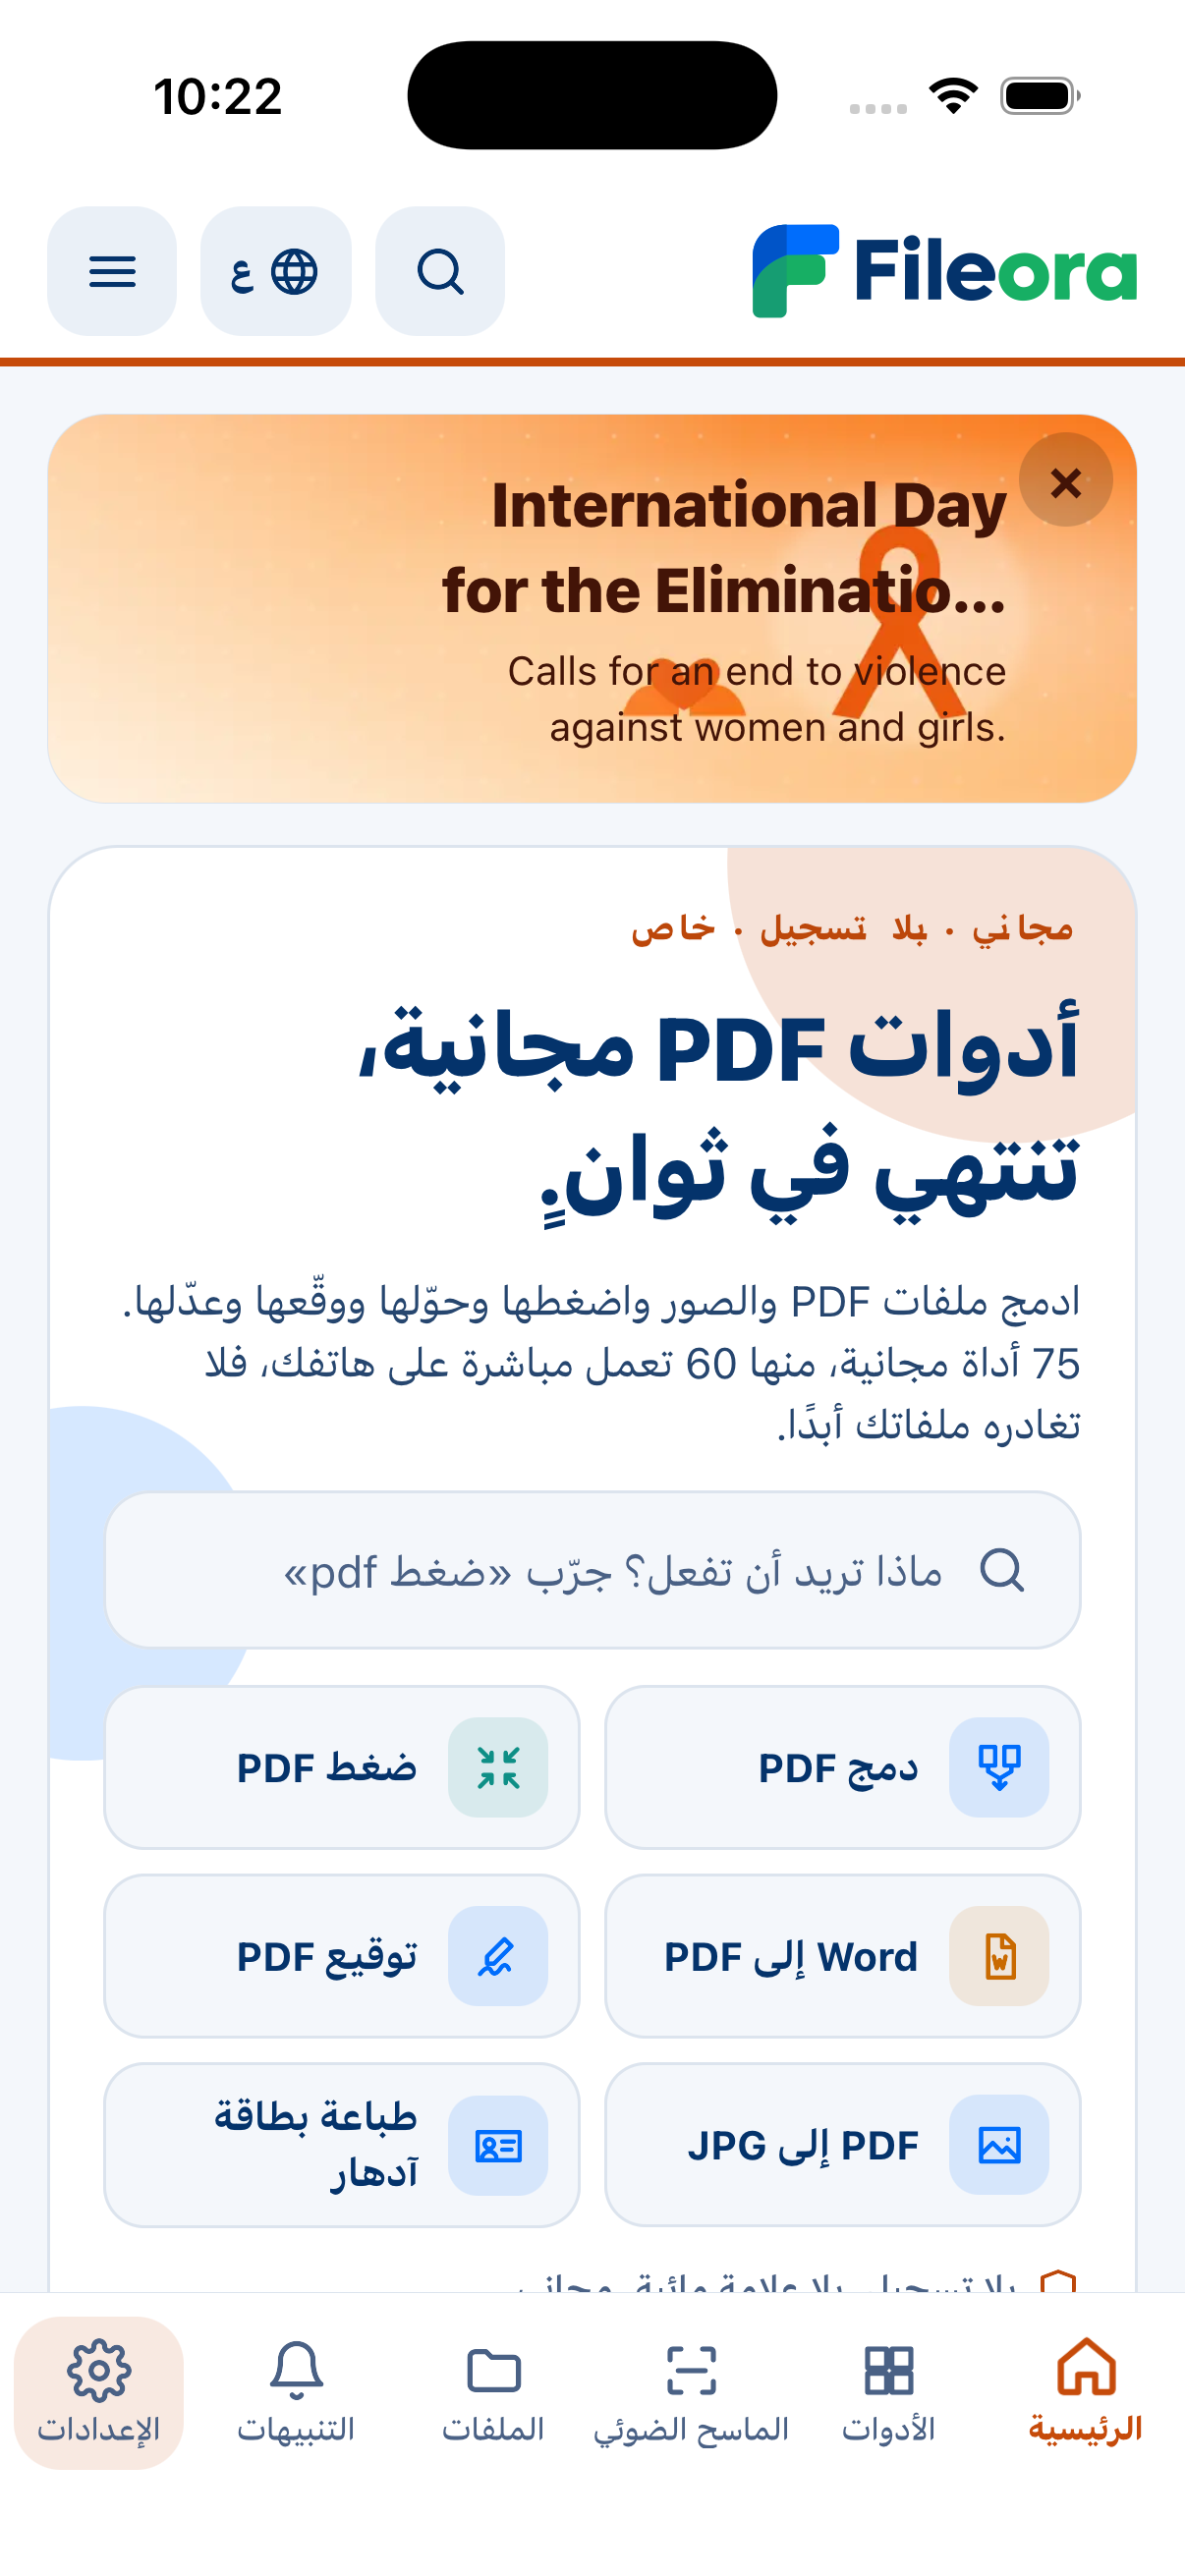 10:22
Fileora
ع
International Day
for the Eliminatio...
Calls for an end to violence
against women and girls.
مجاني · بلا تسجيل · خاص
أدوات PDF مجانية،
تنتهي في ثوانٍ.
ادمج ملفات PDF والصور واضغطها وحوّلها ووقّعها وعدّلها.
75 أداة مجانية، منها 60 تعمل مباشرة على هاتفك، فلا
تغادره ملفاتك أبدًا.
ماذا تريد أن تفعل؟ جرّب «ضغط pdf»
دمج PDF
ضغط PDF
Word إلى PDF
توقيع PDF
PDF إلى JPG
طباعة بطاقة
آدهار
الرئيسية
الأدوات
الماسح الضوئي
الملفات
التنبيهات
الإعدادات